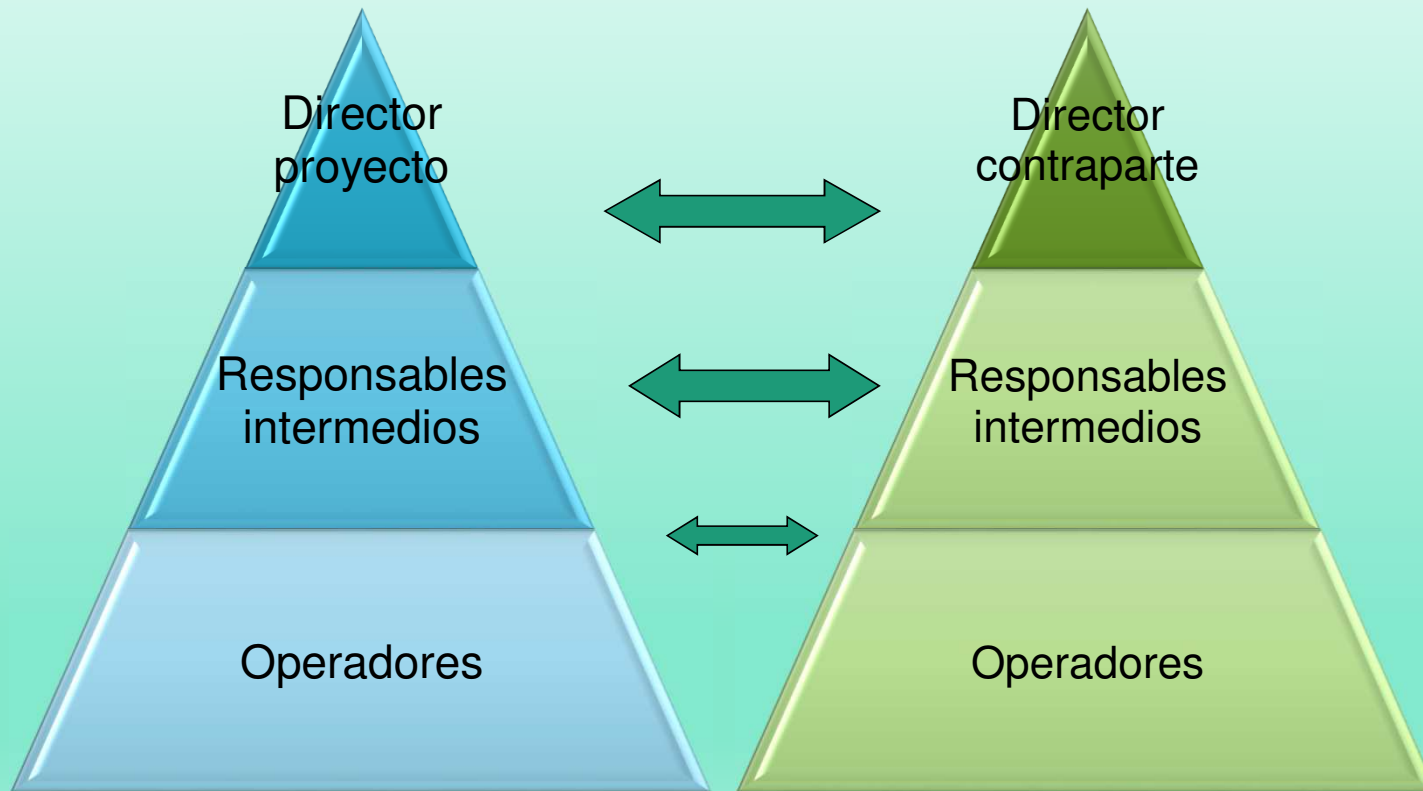 Director
proyecto
Director
contraparte
Responsables
intermedios
Responsables
intermedios
Operadores
Operadores